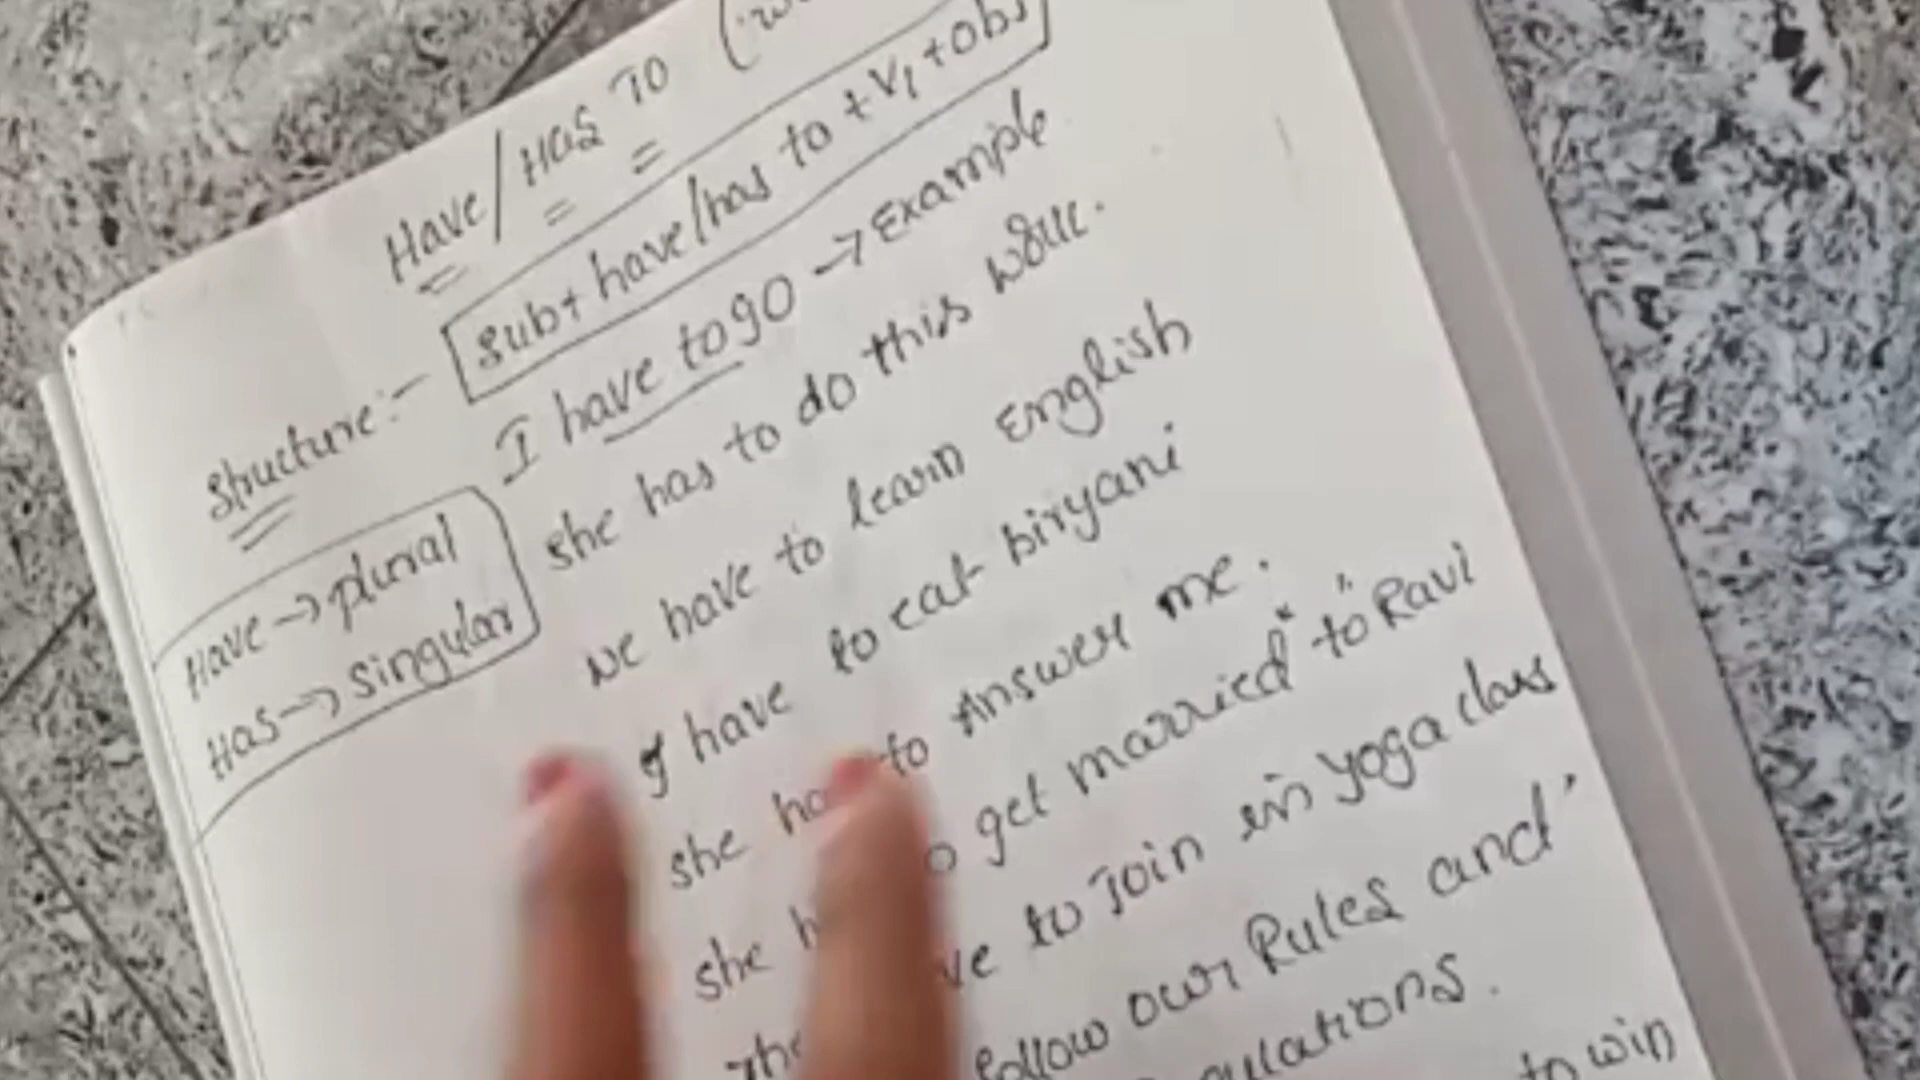 Have/Has TO
Structure:- Sub+ have/has to + V1 + obj
I have to go → Example
Have → plural
Has → singular
She has to do this work.
We have to learn English
I have to eat biryani
She to Answer me.
She get married" "to" Ravi
to Join in yoga class
follow our Rules and
to win